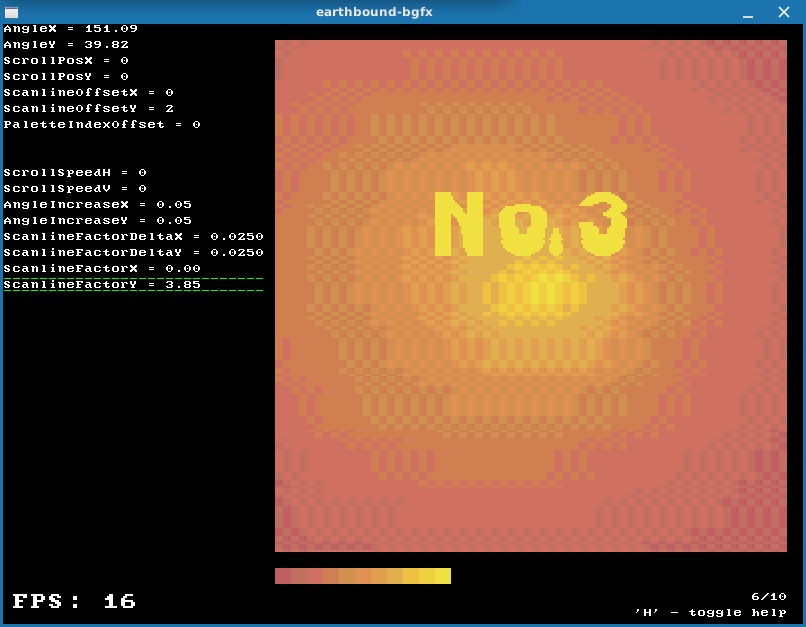 earthbound-bgfx
AngleX = 151.09
AngleY = 39.82
ScrollPosX = 0
ScrollPosY = 0
ScanlineOffsetX = 0
ScanlineOffsetY = 2
PaletteIndexOffset = 0
ScrollSpeedH = 0
ScrollSpeedV = 0
AngleIncreaseX = 0.05
AngleIncreaseY = 0.05
ScanlineFactorDeltaX = 0.0250
ScanlineFactorDeltaY = 0.0250
ScanlineFactorX = 0.00
ScanlineFactorY = 3.85
No.3
FPS: 16
6/10
'H' - toggle help